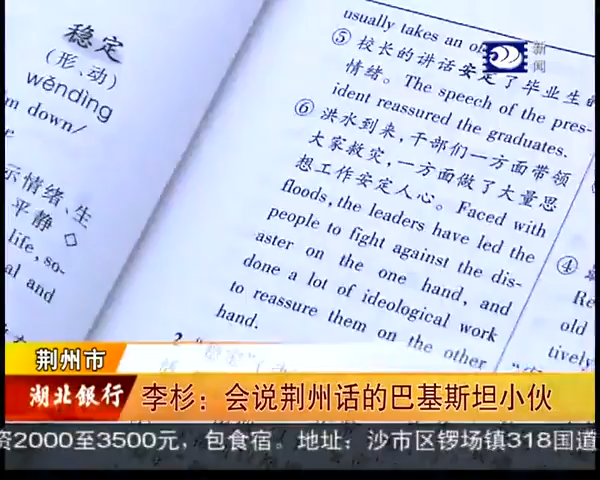 稳定
(形、动)
wěndìng
down/
示情绪、生
平静 ◇
life, so-
al and
usually takes an
⑤ 校长的讲话安定了毕业生的
情绪。The speech of the pres-
ident reassured the graduates.
⑥ 洪水到来,干部们一方面带领
大家救灾,一方面做了大量思
想工作安定人心。Faced with
floods, the leaders have led the
people to fight against the dis-
aster on the one hand, and
done a lot of ideological work
to reassure them on the other
hand.
④
Re
old
tively
新闻
荆州市
湖北銀行
李杉：会说荆州话的巴基斯坦小伙
资2000至3500元，包食宿。地址：沙市区锣场镇318国道